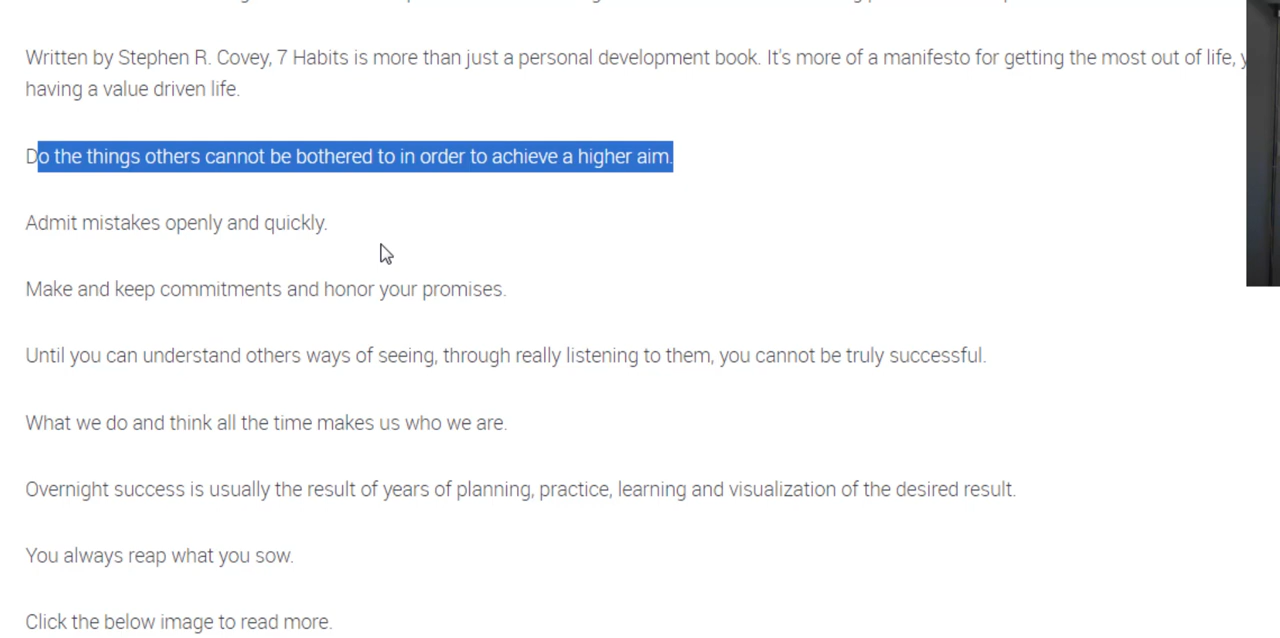 Written by Stephen R. Covey, 7 Habits is more than just a personal development book. It's more of a manifesto for getting the most out of life,
having a value driven life.
Do the things others cannot be bothered to in order to achieve a higher aim.
Admit mistakes openly and quickly.
Make and keep commitments and honor your promises.
Until you can understand others ways of seeing, through really listening to them, you cannot be truly successful.
What we do and think all the time makes us who we are.
Overnight success is usually the result of years of planning, practice, learning and visualization of the desired result.
You always reap what you sow.
Click the below image to read more.